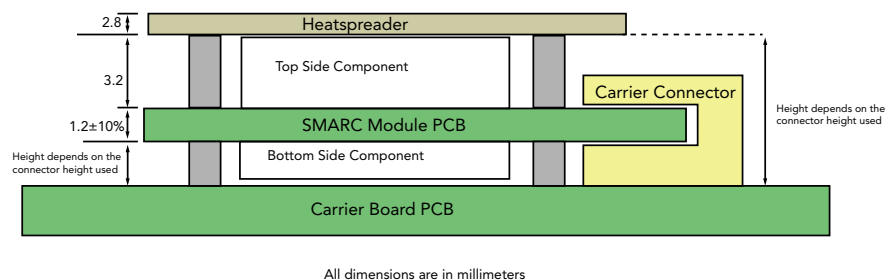 2.8
Heatspreader
3.2
Top Side Component
Carrier Connector
Height depends on the
connector height used
1.2±10%
SMARC Module PCB
Height depends on the
connector height used
Bottom Side Component
Carrier Board PCB
All dimensions are in millimeters